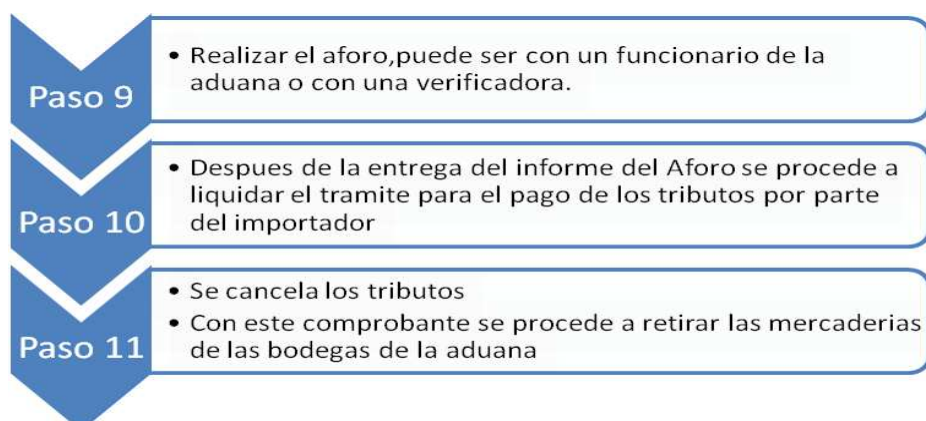 Paso 9
• Realizar el aforo,puede ser con un funcionario de la
aduana o con una verificadora.
Paso 10
• Despues de la entrega del informe del Aforo se procede a
liquidar el tramite para el pago de los tributos por parte
del importador
Paso 11
• Se cancela los tributos
• Con este comprobante se procede a retirar las mercaderias
de las bodegas de la aduana